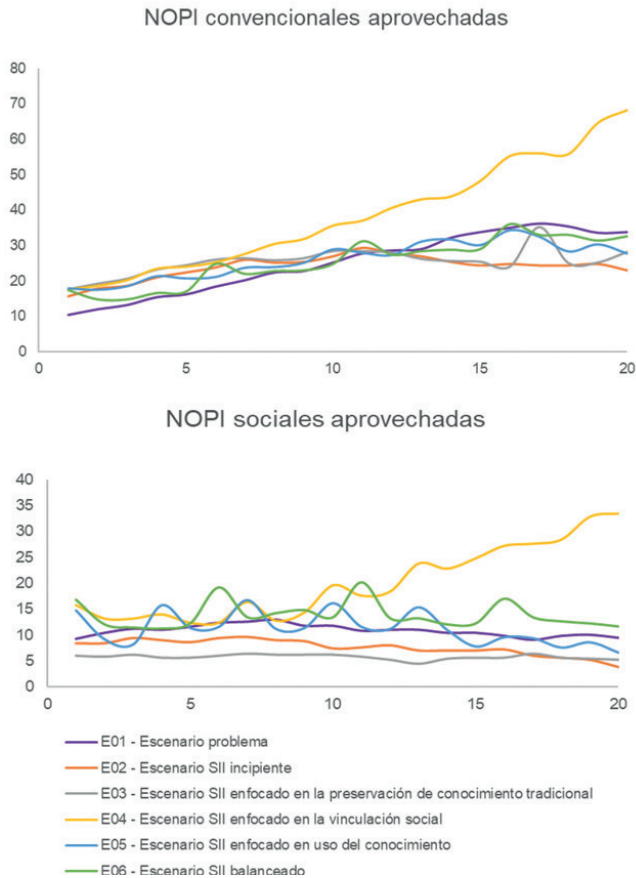 NOPI convencionales aprovechadas
80
70
60
50
40
30
20
10
0
0 5 10 15 20
NOPI sociales aprovechadas
40
35
30
25
20
15
10
5
0
0 5 10 15 20
E01 - Escenario problema
E02 - Escenario SII incipiente
E03 - Escenario SII enfocado en la preservación de conocimiento tradicional
E04 - Escenario SII enfocado en la vinculación social
E05 - Escenario SII enfocado en uso del conocimiento
E06 - Escenario SII balanceado